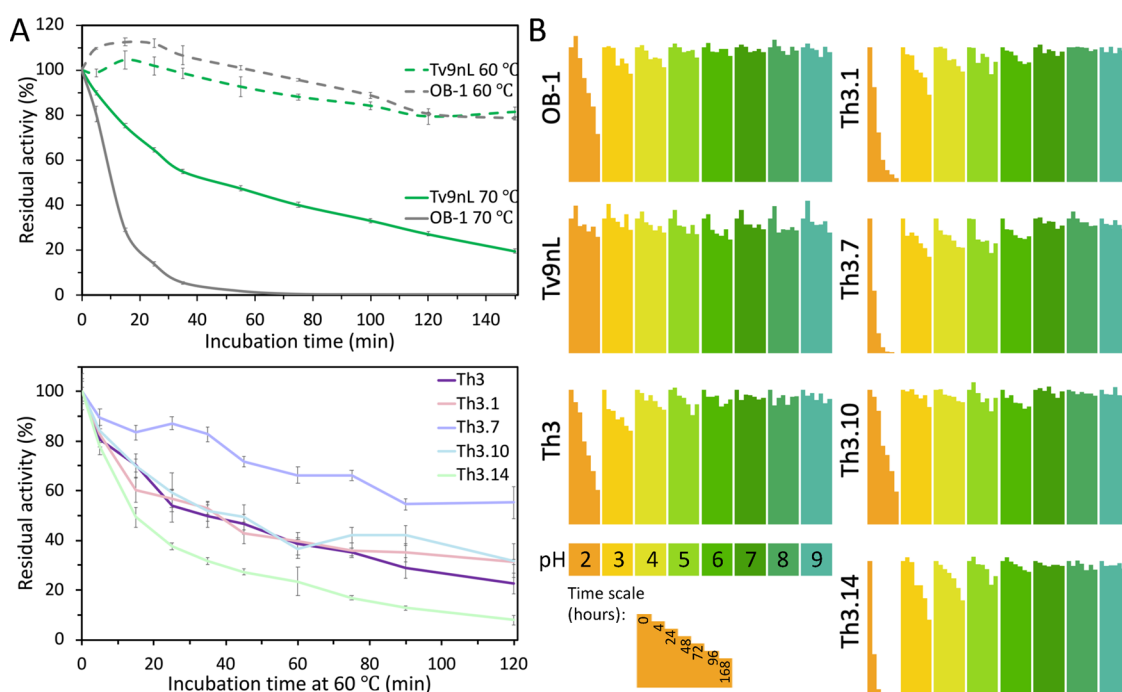 A
120
100
80
60
40
20
0
Residual activiy (%)
Tv9nL 60 °C
OB-1 60 °C
Tv9nL 70 °C
OB-1 70 °C
0 20 40 60 80 100 120 140
Incubation time (min)
100
80
60
40
20
0
Residual activity (%)
Th3
Th3.1
Th3.7
Th3.10
Th3.14
0 20 40 60 80 100 120
Incubation time at 60 °C (min)
B
OB-1
Th3.1
Tv9nL
Th3.7
Th3
Th3.10
pH 2 3 4 5 6 7 8 9
Th3.14
Time scale
(hours):
0
4
24
48
72
96
168